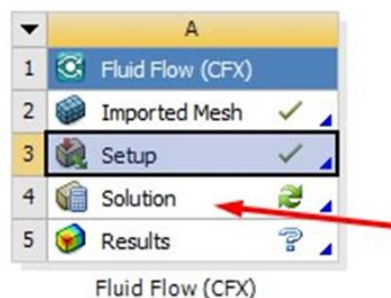 A
1 Fluid Flow (CFX)
2 Imported Mesh
3 Setup
4 Solution
5 Results
Fluid Flow (CFX)